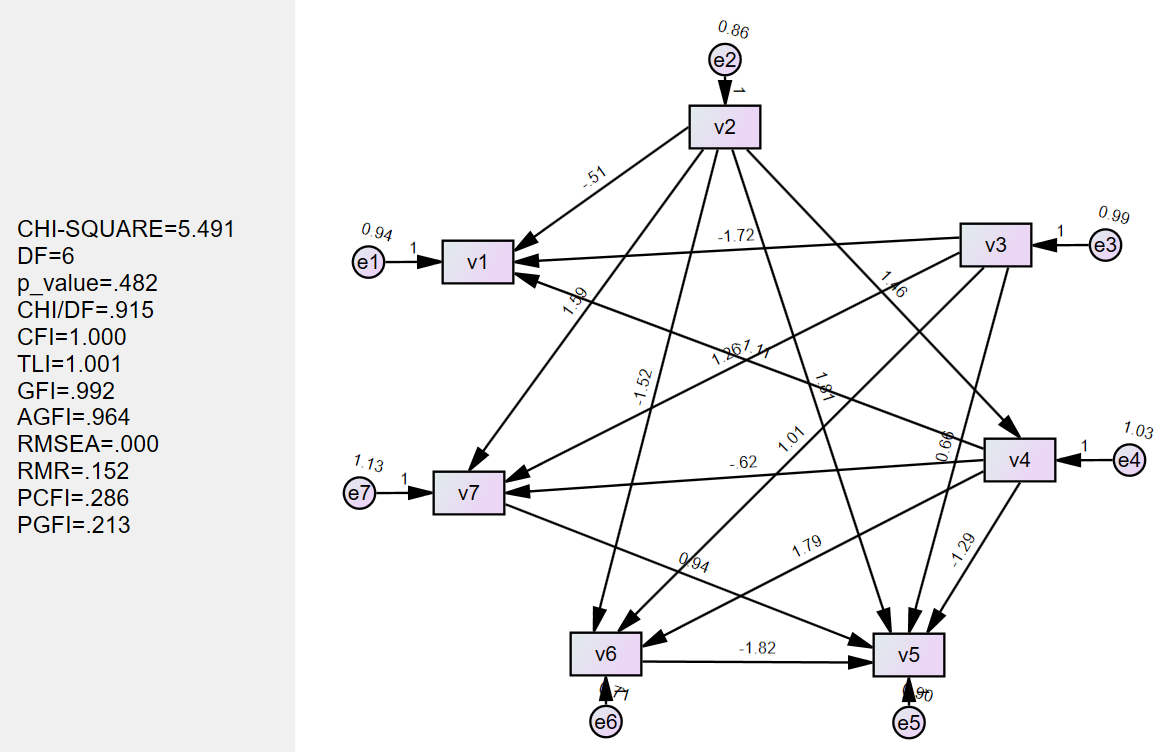 CHI-SQUARE=5.491
DF=6
p_value=.482
CHI/DF=.915
CFI=1.000
TLI=1.001
GFI=.992
AGFI=.964
RMSEA=.000
RMR=.152
PCFI=.286
PGFI=.213
0.86
e2
1
v2
-.51
0.99
0.94
1
e3
v3
1
e1
v1
-1.72
1.46
1.59
1.26
1.11
-1.52
1.81
1.01
0.66
1.03
1
e4
v4
1.13
-.62
1
e7
v7
1.79
-1.29
0.94
v6
-1.82
v5
e6
e5